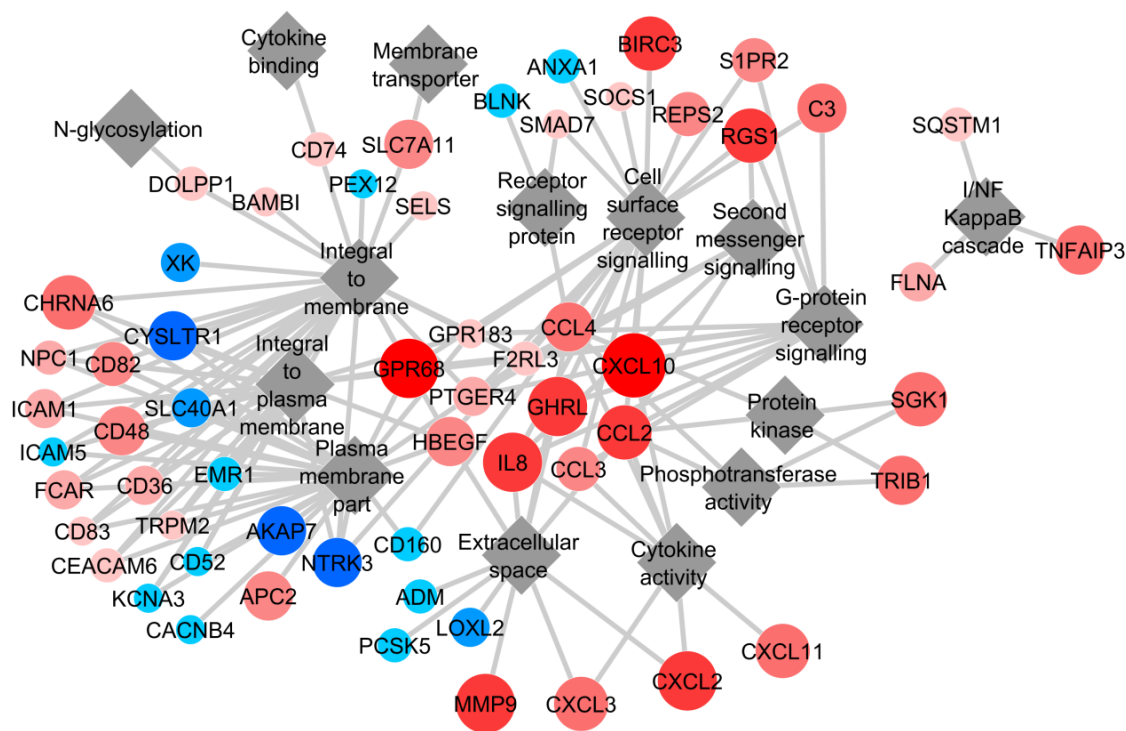 Cytokine
binding
Membrane
transporter
N-glycosylation
CD74
SLC7A11
DOLPP1
BAMBI
PEX12
SELS
BIRC3
ANXA1
BLNK
SOCS1
SMAD7
REPS2
S1PR2
RGS1
C3
SQSTM1
Receptor
signalling
protein
Cell
surface
receptor
signalling
Second
messenger
signalling
I/NF
KappaB
cascade
TNFAIP3
FLNA
G-protein
receptor
signalling
XK
Integral
to
membrane
CHRNA6
CYSLTR1
NPC1
CD82
Integral
to
plasma
membrane
GPR183
CCL4
F2RL3
CXCL10
GPR68
ICAM1
SLC40A1
PTGER4
GHRL
CD48
HBEGF
CCL2
Protein
kinase
SGK1
ICAM5
EMR1
Plasma
membrane
part
IL8
CCL3
Phosphotransferase
activity
TRIB1
FCAR
CD36
CD83
TRPM2
AKAP7
CD160
Extracellular
space
Cytokine
activity
CEACAM6
CD52
NTRK3
KCNA3
APC2
ADM
CACNB4
LOXL2
PCSK5
MMP9
CXCL3
CXCL2
CXCL11